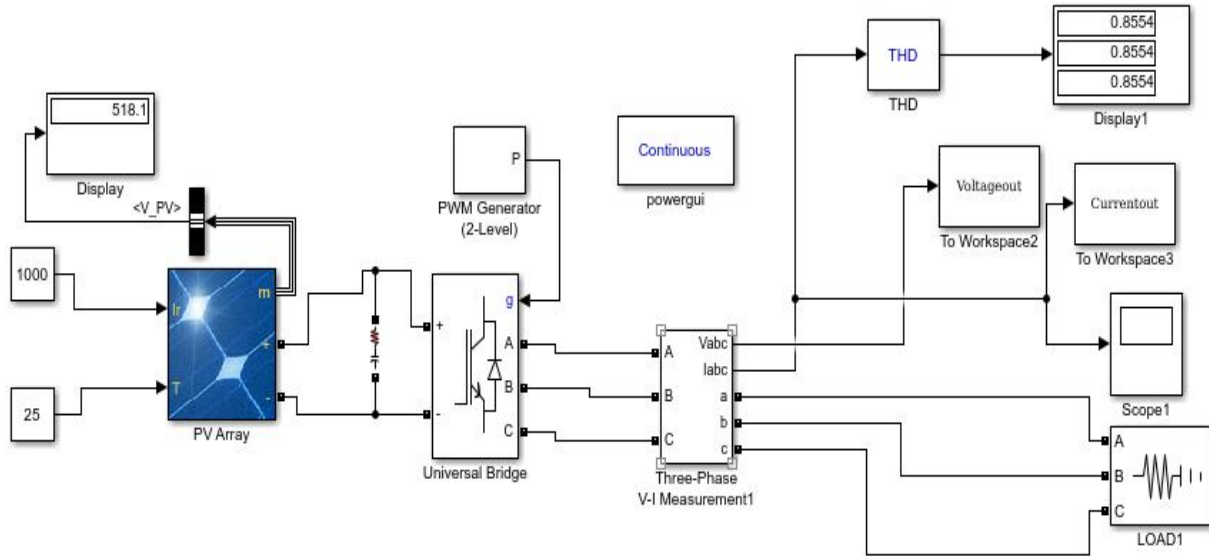 0.8554
0.8554
0.8554
THD
THD
Display1
518.1
Display
P
PWM Generator
(2-Level)
Continuous
powergui
Voltageout
To Workspace2
Currentout
To Workspace3
<V_PV>
1000
Ir
m
T
+
-
PV Array
25
+
-
g
A
B
C
Universal Bridge
A
B
C
Vabc
Iabc
a
b
c
Three-Phase
V-I Measurement1
Scope1
A
B
C
LOAD1